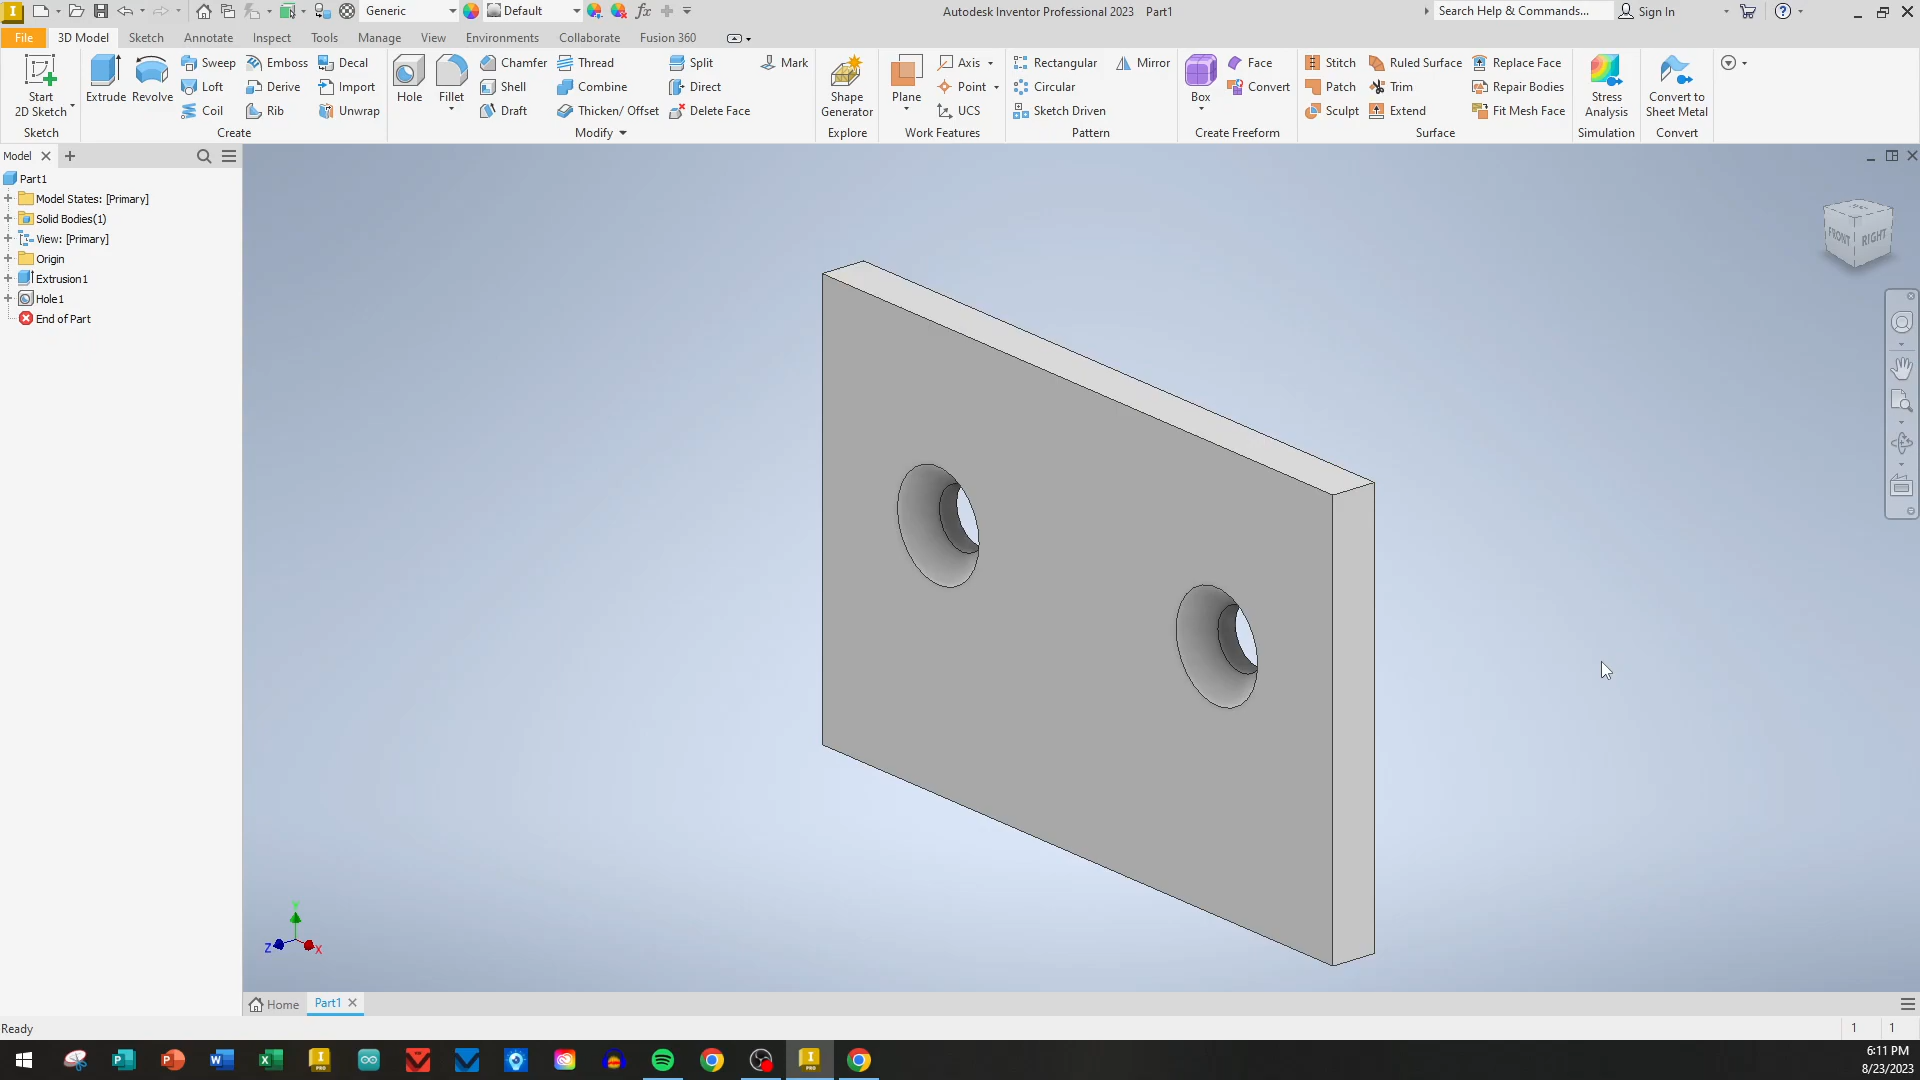 Generic
Default
Autodesk Inventor Professional 2023 Part1
Search Help & Commands...
Sign In
File
3D Model
Sketch
Annotate
Inspect
Tools
Manage
View
Environments
Collaborate
Fusion 360
Start
2D Sketch
Sketch
Extrude
Revolve
Sweep
Loft
Coil
Emboss
Derive
Rib
Decal
Import
Unwrap
Create
Hole
Fillet
Chamfer
Shell
Draft
Thread
Combine
Thicken/ Offset
Split
Direct
Delete Face
Mark
Modify
Shape
Generator
Explore
Plane
Axis
Point
UCS
Work Features
Rectangular
Circular
Sketch Driven
Mirror
Pattern
Box
Face
Convert
Create Freeform
Stitch
Patch
Sculpt
Ruled Surface
Trim
Extend
Replace Face
Repair Bodies
Fit Mesh Face
Surface
Stress
Analysis
Simulation
Convert to
Sheet Metal
Convert
Model
Part1
Model States: [Primary]
Solid Bodies(1)
View: [Primary]
Origin
Extrusion1
Hole1
End of Part
FRONT
RIGHT
Y
Z
X
Home
Part1
Ready
1
1
6:11 PM
8/23/2023